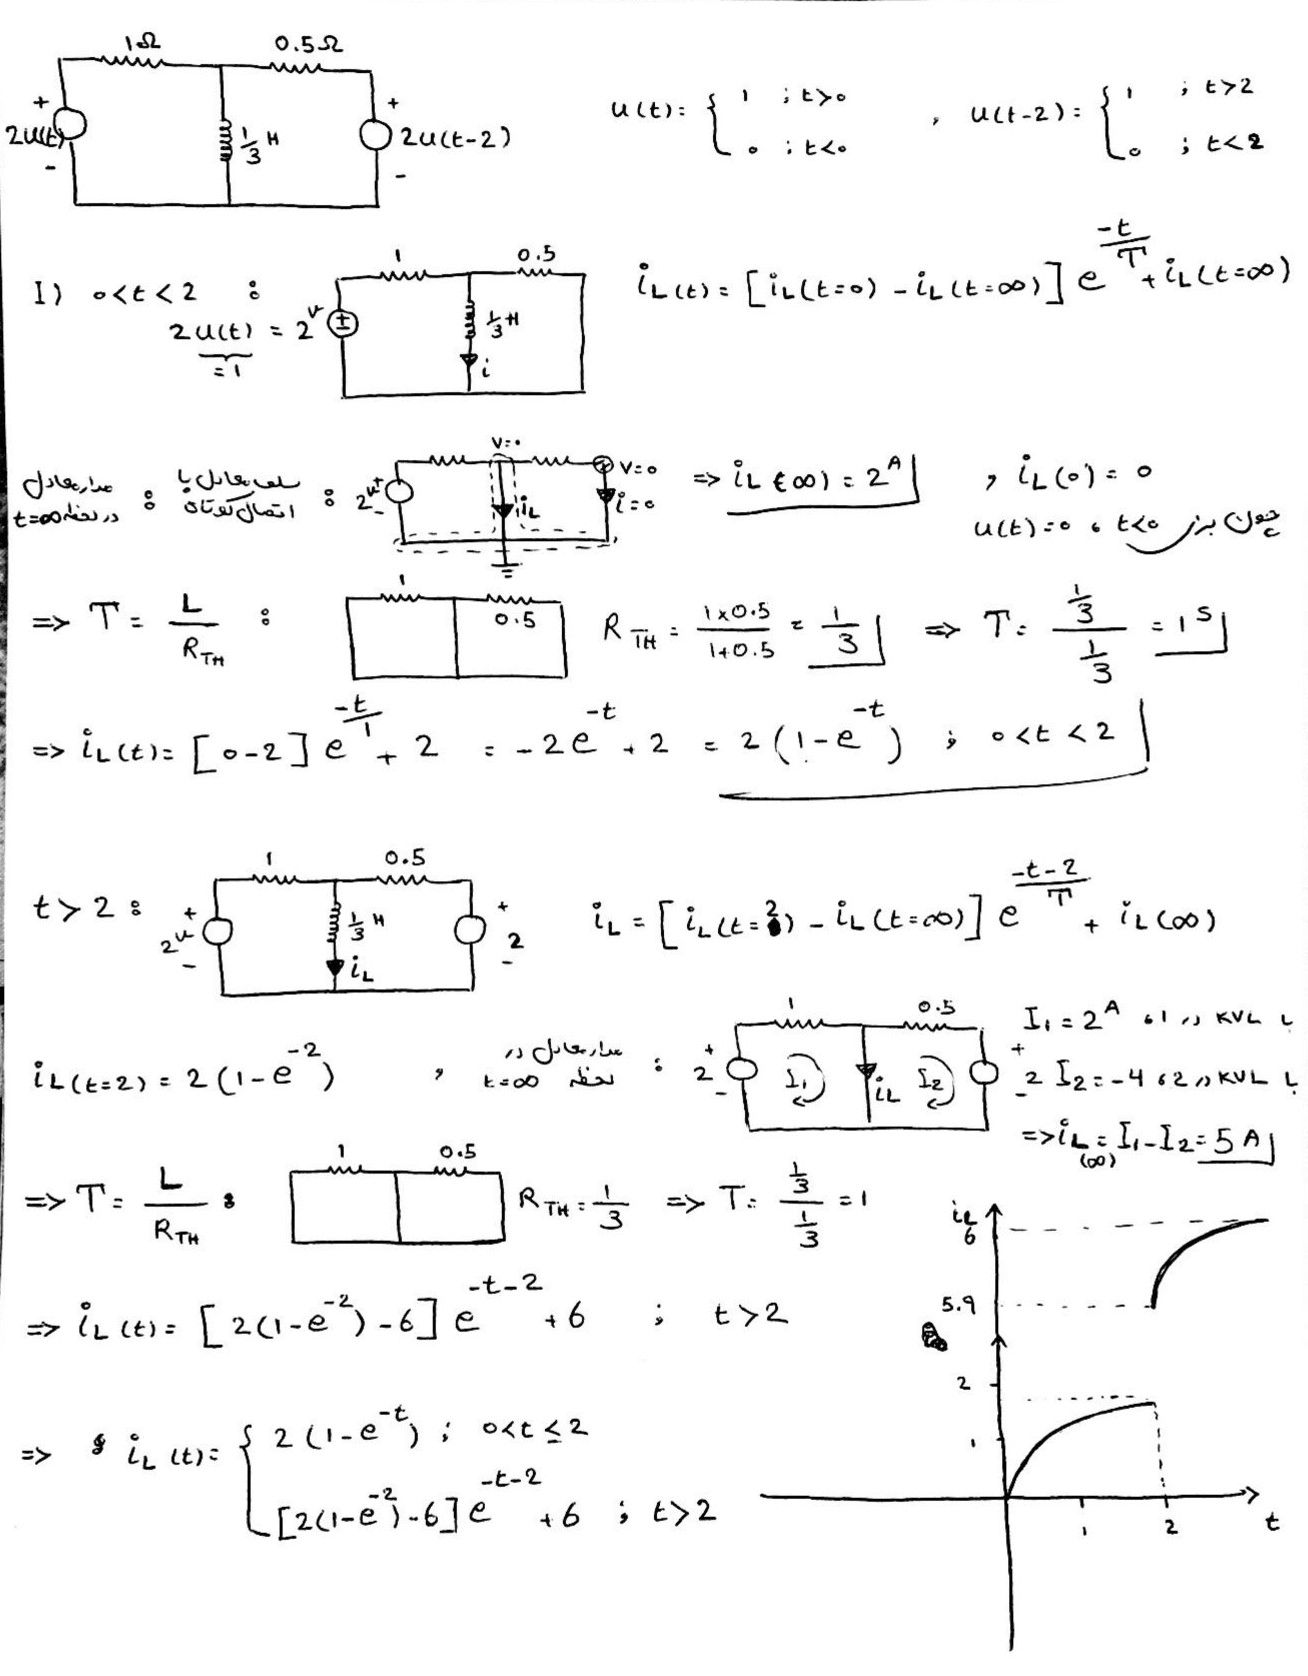 1Ω 0.5Ω
+ 2u(t) - 1/3 H + 2u(t-2) -
u(t) = { 1 ; t>0 , u(t-2) = { 1 ; t>2
0 ; t<0 0 ; t<2
I) 0<t<2 :
2u(t) = 2^v
=1
1 0.5
1/3 H
i
iL(t) = [iL(t=0) - iL(t=∞)] e^(-t/T) + iL(t=∞)
مدار معادل در لحظه t=∞ : سلف معادل با اتصال کوتاه :
2^v + - V=0 iL V=0 i=0
=> iL(∞) = 2^A , iL(0) = 0
چون برای t<0 ، u(t)=0
=> T = L/R_TH : 1 0.5 R_TH = (1x0.5)/(1+0.5) = 1/3 => T = (1/3)/(1/3) = 1^S
=> iL(t) = [0-2] e^(-t/1) + 2 = -2e^(-t) + 2 = 2(1-e^(-t)) ; 0<t<2
t>2 : 1 0.5
2^v + - 1/3 H iL + 2 -
iL = [iL(t=2) - iL(t=∞)] e^(-t-2/T) + iL(∞)
iL(t=2) = 2(1-e^(-2)) , مدار معادل در لحظه t=∞ :
1 0.5
+ 2 - I1 iL I2 + 2 -
با KVL در 1 ، I1 = 2^A
با KVL در 2 ، I2 = -4
=> iL(∞) = I1 - I2 = 5 A
=> T = L/R_TH : 1 0.5 R_TH = 1/3 => T = (1/3)/(1/3) = 1
=> iL(t) = [2(1-e^(-2)) -6] e^(-t-2) + 6 ; t>2
=> iL(t) = { 2(1-e^(-t)) ; 0<t≤2
[2(1-e^(-2)) -6] e^(-t-2) + 6 ; t>2
iL
6
5.9
2
1
1 2 t